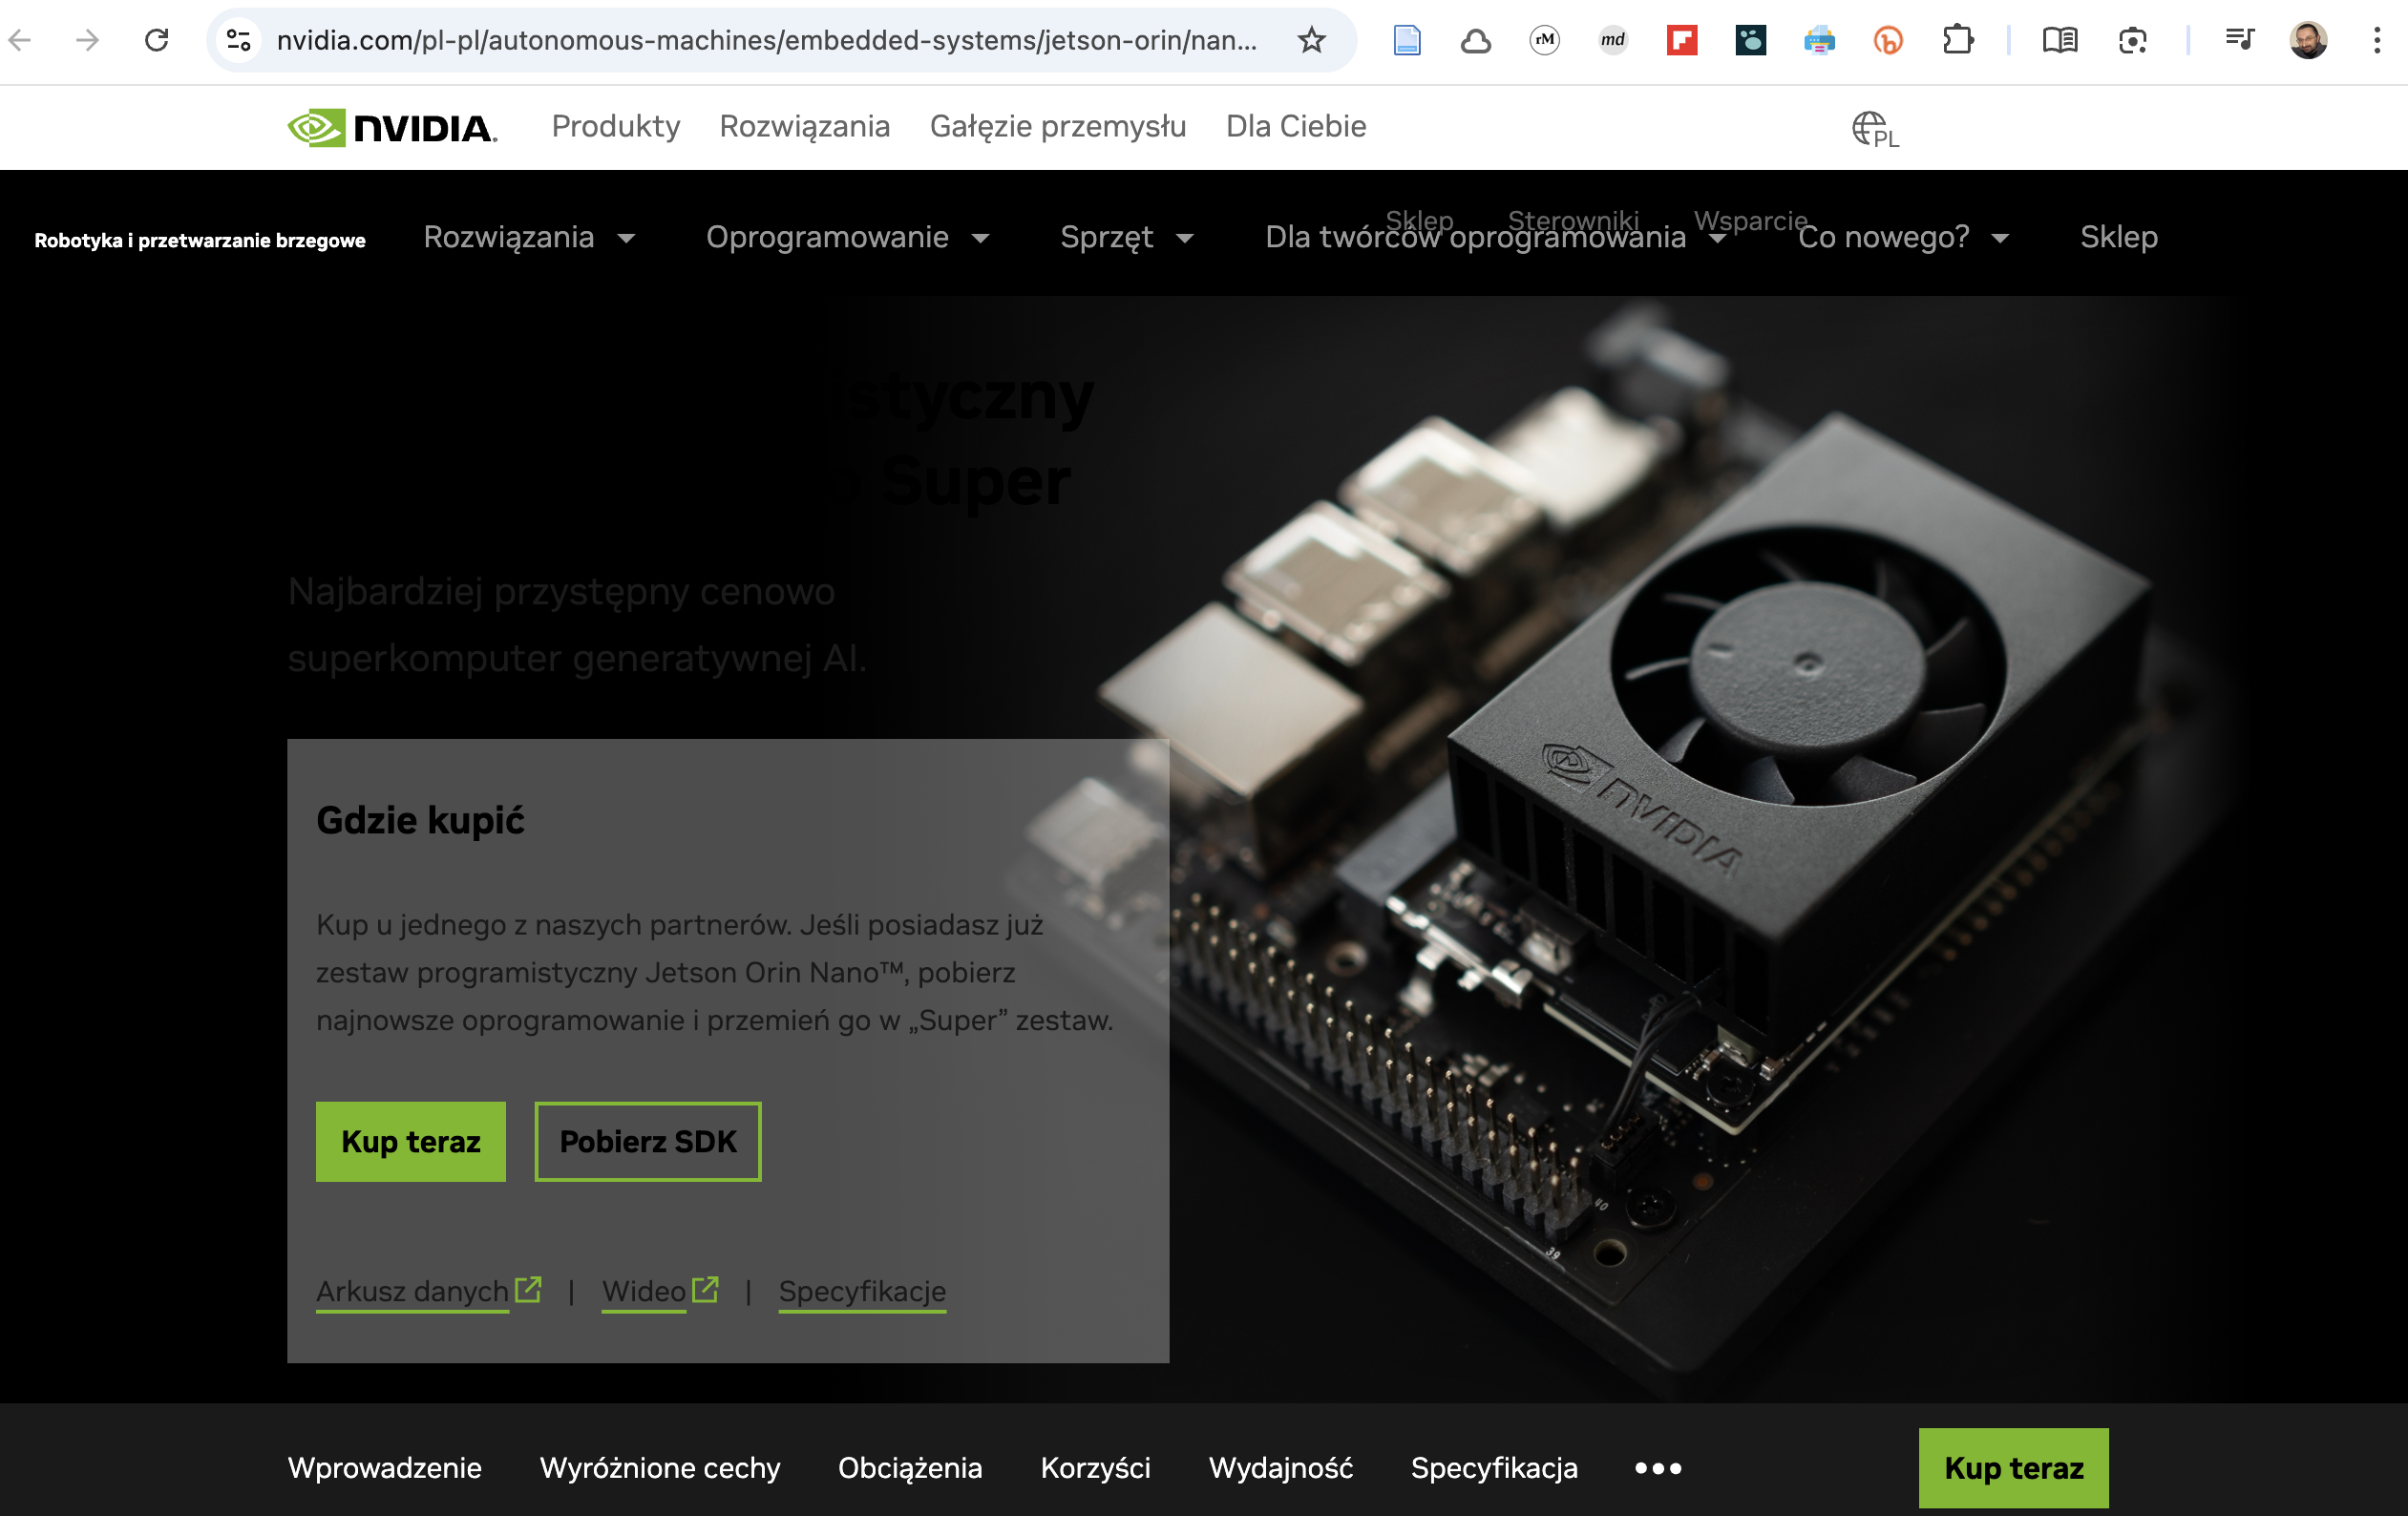 nvidia.com/pl-pl/autonomous-machines/embedded-systems/jetson-orin/nan...
rM
md
NVIDIA.
Produkty Rozwiązania Gałęzie przemysłu Dla Ciebie
PL
Sklep Sterowniki Wsparcie
Robotyka i przetwarzanie brzegowe Rozwiązania Oprogramowanie Sprzęt Dla twórców oprogramowania Co nowego? Sklep
styczny
o Super
Najbardziej przystępny cenowo
superkomputer generatywnej AI.
Gdzie kupić
Kup u jednego z naszych partnerów. Jeśli posiadasz już
zestaw programistyczny Jetson Orin Nano™, pobierz
najnowsze oprogramowanie i przemień go w „Super” zestaw.
Kup teraz Pobierz SDK
Arkusz danych | Wideo | Specyfikacje
NVIDIA
40
39
Wprowadzenie Wyróżnione cechy Obciążenia Korzyści Wydajność Specyfikacja ••• Kup teraz